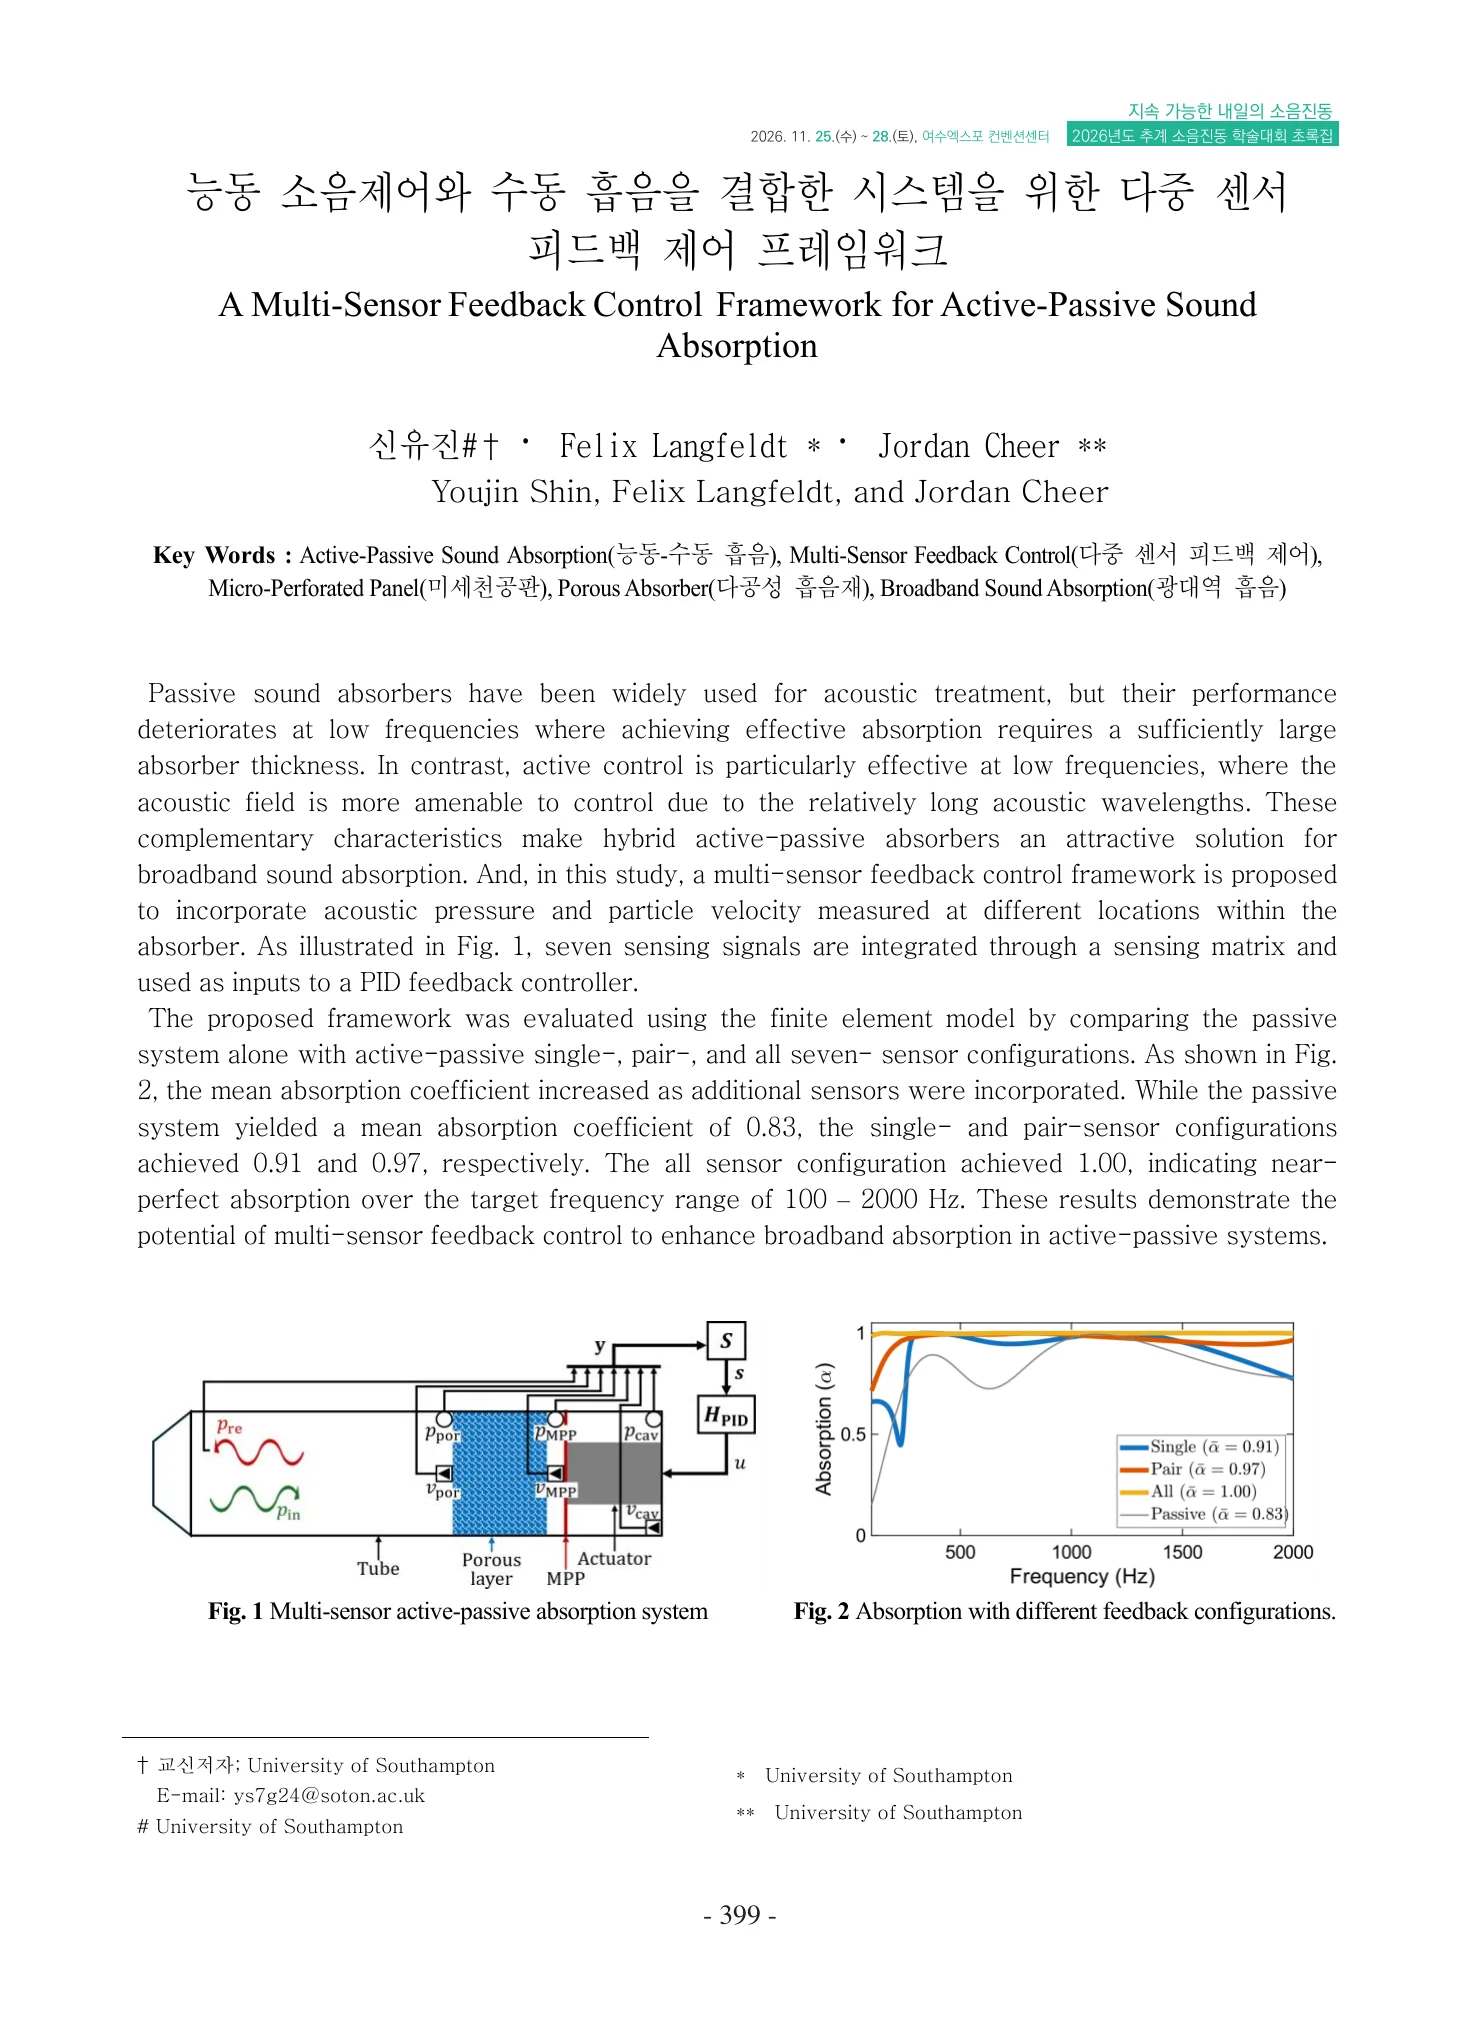 지속 가능한 내일의 소음진동
2026. 11. 25.(수) ~ 28.(토), 여수엑스포 컨벤션센터 2026년도 추계 소음진동 학술대회 초록집
능동 소음제어와 수동 흡음을 결합한 시스템을 위한 다중 센서
피드백 제어 프레임워크
A Multi-Sensor Feedback Control Framework for Active-Passive Sound
Absorption
신유진#† · Felix Langfeldt * · Jordan Cheer **
Youjin Shin, Felix Langfeldt, and Jordan Cheer
Key Words : Active-Passive Sound Absorption(능동-수동 흡음), Multi-Sensor Feedback Control(다중 센서 피드백 제어),
Micro-Perforated Panel(미세천공판), Porous Absorber(다공성 흡음재), Broadband Sound Absorption(광대역 흡음)
Passive sound absorbers have been widely used for acoustic treatment, but their performance
deteriorates at low frequencies where achieving effective absorption requires a sufficiently large
absorber thickness. In contrast, active control is particularly effective at low frequencies, where the
acoustic field is more amenable to control due to the relatively long acoustic wavelengths. These
complementary characteristics make hybrid active-passive absorbers an attractive solution for
broadband sound absorption. And, in this study, a multi-sensor feedback control framework is proposed
to incorporate acoustic pressure and particle velocity measured at different locations within the
absorber. As illustrated in Fig. 1, seven sensing signals are integrated through a sensing matrix and
used as inputs to a PID feedback controller.
The proposed framework was evaluated using the finite element model by comparing the passive
system alone with active-passive single-, pair-, and all seven- sensor configurations. As shown in Fig.
2, the mean absorption coefficient increased as additional sensors were incorporated. While the passive
system yielded a mean absorption coefficient of 0.83, the single- and pair-sensor configurations
achieved 0.91 and 0.97, respectively. The all sensor configuration achieved 1.00, indicating near-
perfect absorption over the target frequency range of 100 – 2000 Hz. These results demonstrate the
potential of multi-sensor feedback control to enhance broadband absorption in active-passive systems.
y
S
s
H_PID
u
p_re
p_in
p_por
p_MPP
p_cav
v_por
v_MPP
v_cav
Tube
Porous
layer
MPP
Actuator
Fig. 1 Multi-sensor active-passive absorption system
1
0.5
0
Absorption (α)
Single (ᾱ = 0.91)
Pair (ᾱ = 0.97)
All (ᾱ = 1.00)
Passive (ᾱ = 0.83)
500 1000 1500 2000
Frequency (Hz)
Fig. 2 Absorption with different feedback configurations.
† 교신저자; University of Southampton
E-mail: ys7g24@soton.ac.uk
# University of Southampton
* University of Southampton
** University of Southampton
- 399 -